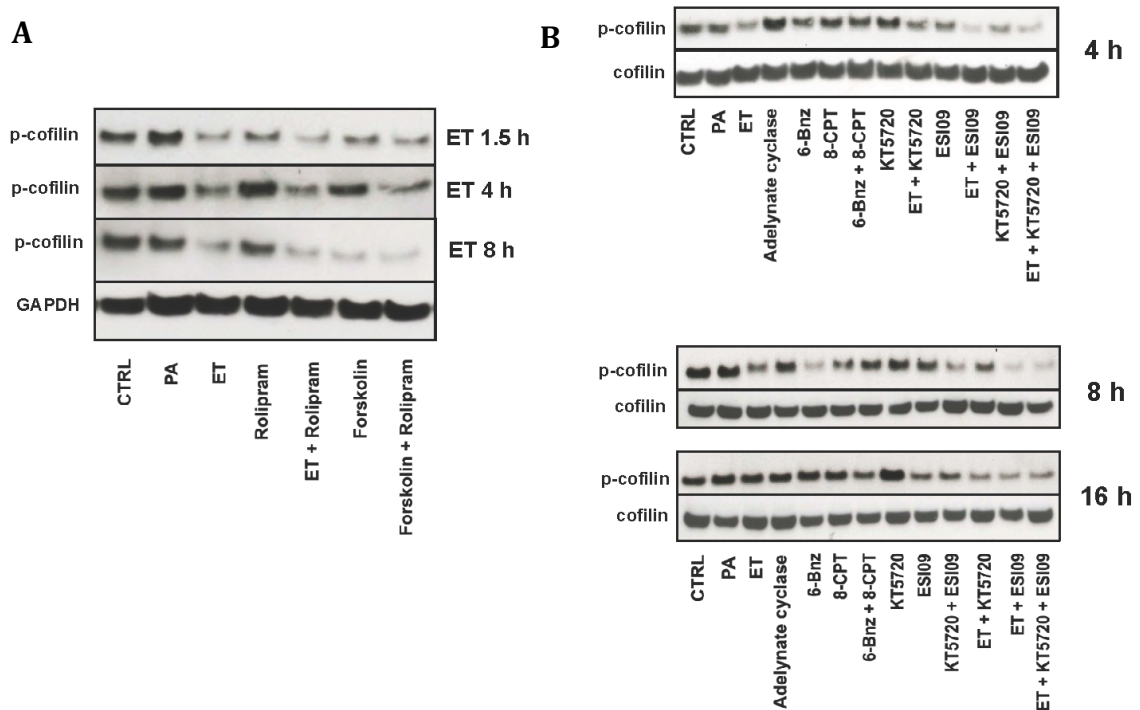 A
p-cofilin
ET 1.5 h
p-cofilin
ET 4 h
p-cofilin
ET 8 h
GAPDH
CTRL
PA
ET
Rolipram
ET + Rolipram
Forskolin
Forskolin + Rolipram
B
p-cofilin
cofilin
4 h
CTRL
PA
ET
Adelynate cyclase
6-Bnz
8-CPT
6-Bnz + 8-CPT
KT5720
ET + KT5720
ESI09
ET + ESI09
KT5720 + ESI09
ET + KT5720 + ESI09
p-cofilin
cofilin
8 h
p-cofilin
cofilin
16 h
CTRL
PA
ET
Adelynate cyclase
6-Bnz
8-CPT
6-Bnz + 8-CPT
KT5720
ESI09
KT5720 + ESI09
ET + KT5720
ET + ESI09
ET + KT5720 + ESI09